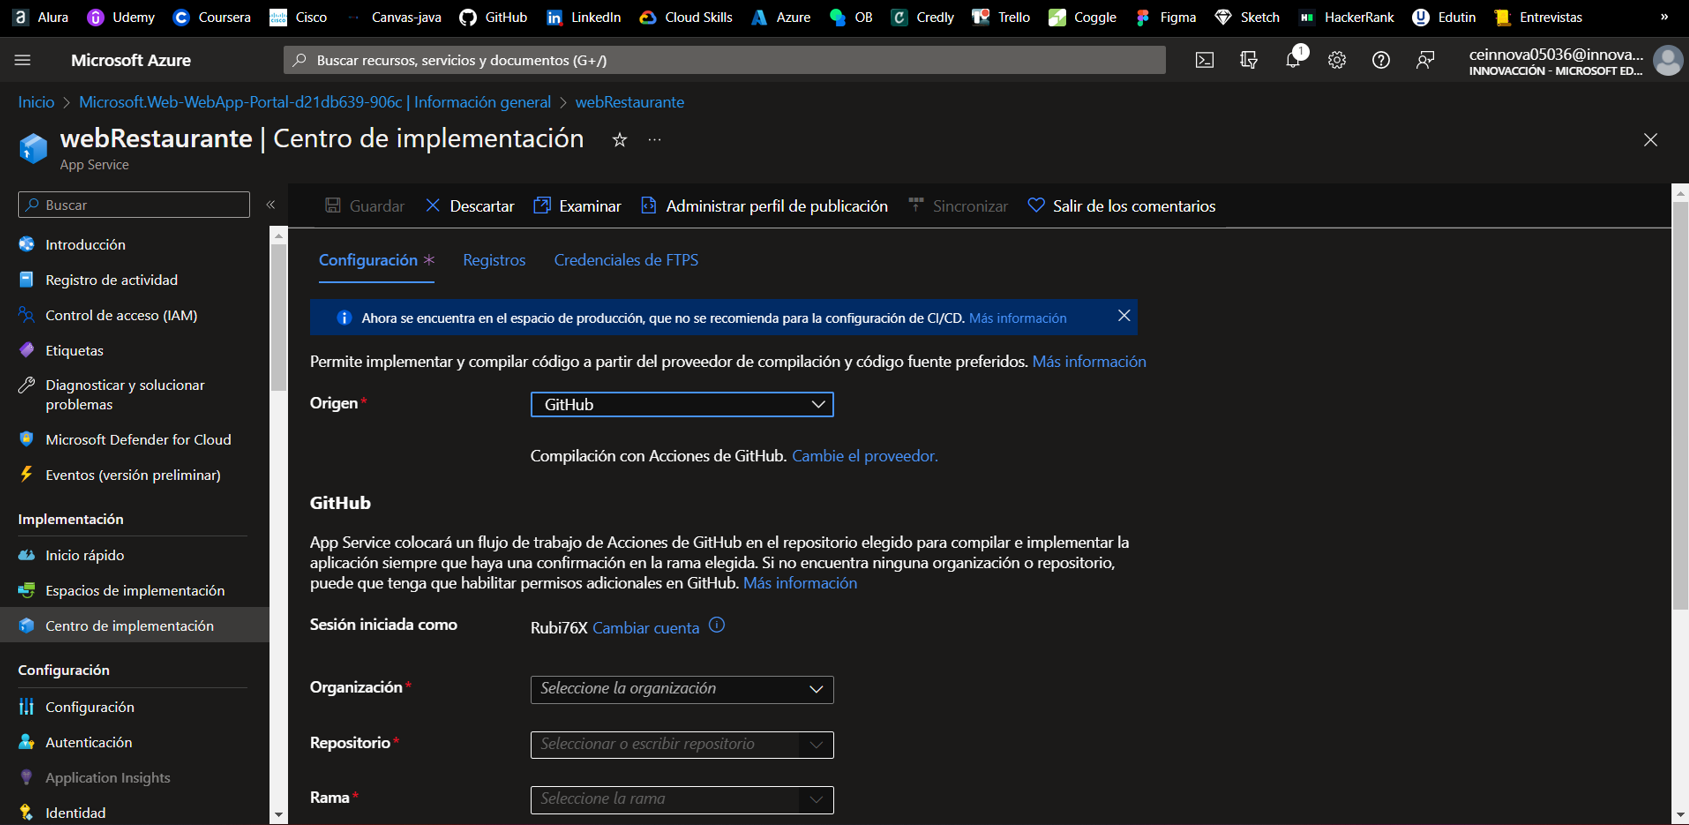 Alura Udemy Coursera Cisco Canvas-java GitHub LinkedIn Cloud Skills Azure OB Credly Trello Coggle Figma Sketch HackerRank Edutin Entrevistas »
Microsoft Azure
Buscar recursos, servicios y documentos (G+/)
1
ceinnova05036@innova...
INNOVACCIÓN - MICROSOFT ED...
Inicio > Microsoft.Web-WebApp-Portal-d21db639-906c | Información general > webRestaurante
webRestaurante | Centro de implementación ...
App Service
Buscar
«
Introducción
Registro de actividad
Control de acceso (IAM)
Etiquetas
Diagnosticar y solucionar
problemas
Microsoft Defender for Cloud
Eventos (versión preliminar)
Implementación
Inicio rápido
Espacios de implementación
Centro de implementación
Configuración
Configuración
Autenticación
Application Insights
Identidad
Guardar Descartar Examinar Administrar perfil de publicación Sincronizar Salir de los comentarios
Configuración * Registros Credenciales de FTPS
Ahora se encuentra en el espacio de producción, que no se recomienda para la configuración de CI/CD. Más información
Permite implementar y compilar código a partir del proveedor de compilación y código fuente preferidos. Más información
Origen * GitHub
Compilación con Acciones de GitHub. Cambie el proveedor.
GitHub
App Service colocará un flujo de trabajo de Acciones de GitHub en el repositorio elegido para compilar e implementar la
aplicación siempre que haya una confirmación en la rama elegida. Si no encuentra ninguna organización o repositorio,
puede que tenga que habilitar permisos adicionales en GitHub. Más información
Sesión iniciada como Rubi76X Cambiar cuenta
Organización * Seleccione la organización
Repositorio * Seleccionar o escribir repositorio
Rama * Seleccione la rama